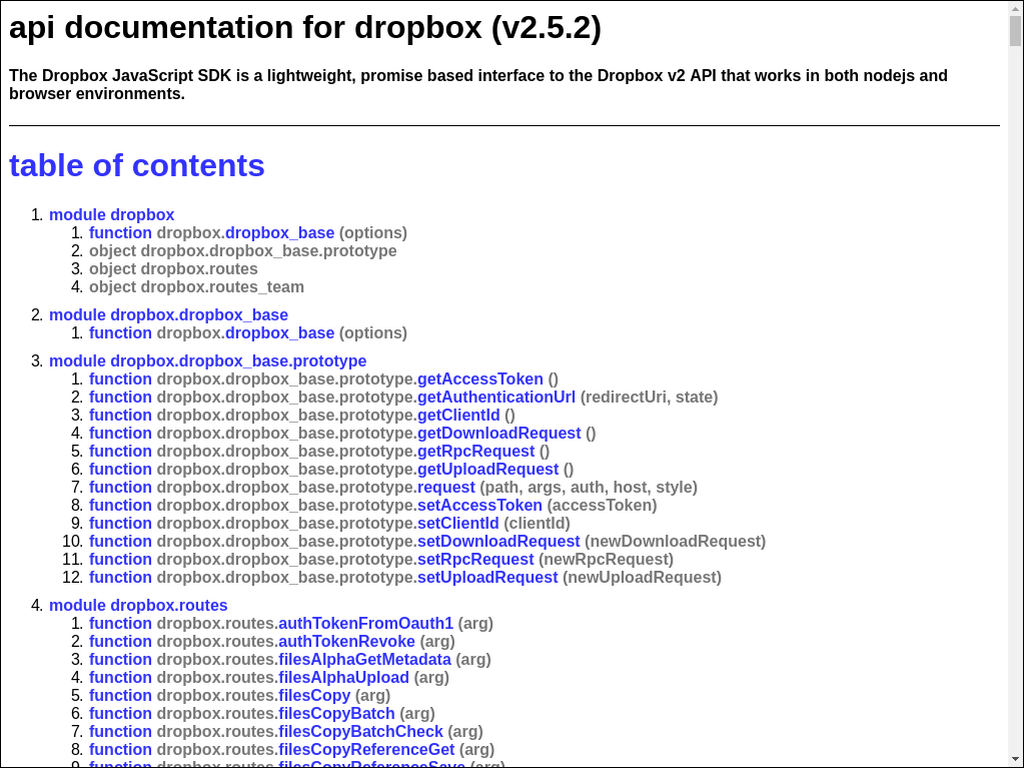 api documentation for dropbox (v2.5.2)
The Dropbox JavaScript SDK is a lightweight, promise based interface to the Dropbox v2 API that works in both nodejs and
browser environments.
table of contents
1. module dropbox
1. function dropbox.dropbox_base (options)
2. object dropbox.dropbox_base.prototype
3. object dropbox.routes
4. object dropbox.routes_team
2. module dropbox.dropbox_base
1. function dropbox.dropbox_base (options)
3. module dropbox.dropbox_base.prototype
1. function dropbox.dropbox_base.prototype.getAccessToken ()
2. function dropbox.dropbox_base.prototype.getAuthenticationUrl (redirectUri, state)
3. function dropbox.dropbox_base.prototype.getClientId ()
4. function dropbox.dropbox_base.prototype.getDownloadRequest ()
5. function dropbox.dropbox_base.prototype.getRpcRequest ()
6. function dropbox.dropbox_base.prototype.getUploadRequest ()
7. function dropbox.dropbox_base.prototype.request (path, args, auth, host, style)
8. function dropbox.dropbox_base.prototype.setAccessToken (accessToken)
9. function dropbox.dropbox_base.prototype.setClientId (clientId)
10. function dropbox.dropbox_base.prototype.setDownloadRequest (newDownloadRequest)
11. function dropbox.dropbox_base.prototype.setRpcRequest (newRpcRequest)
12. function dropbox.dropbox_base.prototype.setUploadRequest (newUploadRequest)
4. module dropbox.routes
1. function dropbox.routes.authTokenFromOauth1 (arg)
2. function dropbox.routes.authTokenRevoke (arg)
3. function dropbox.routes.filesAlphaGetMetadata (arg)
4. function dropbox.routes.filesAlphaUpload (arg)
5. function dropbox.routes.filesCopy (arg)
6. function dropbox.routes.filesCopyBatch (arg)
7. function dropbox.routes.filesCopyBatchCheck (arg)
8. function dropbox.routes.filesCopyReferenceGet (arg)
9. function dropbox.routes.filesCopyReferenceSave (arg)